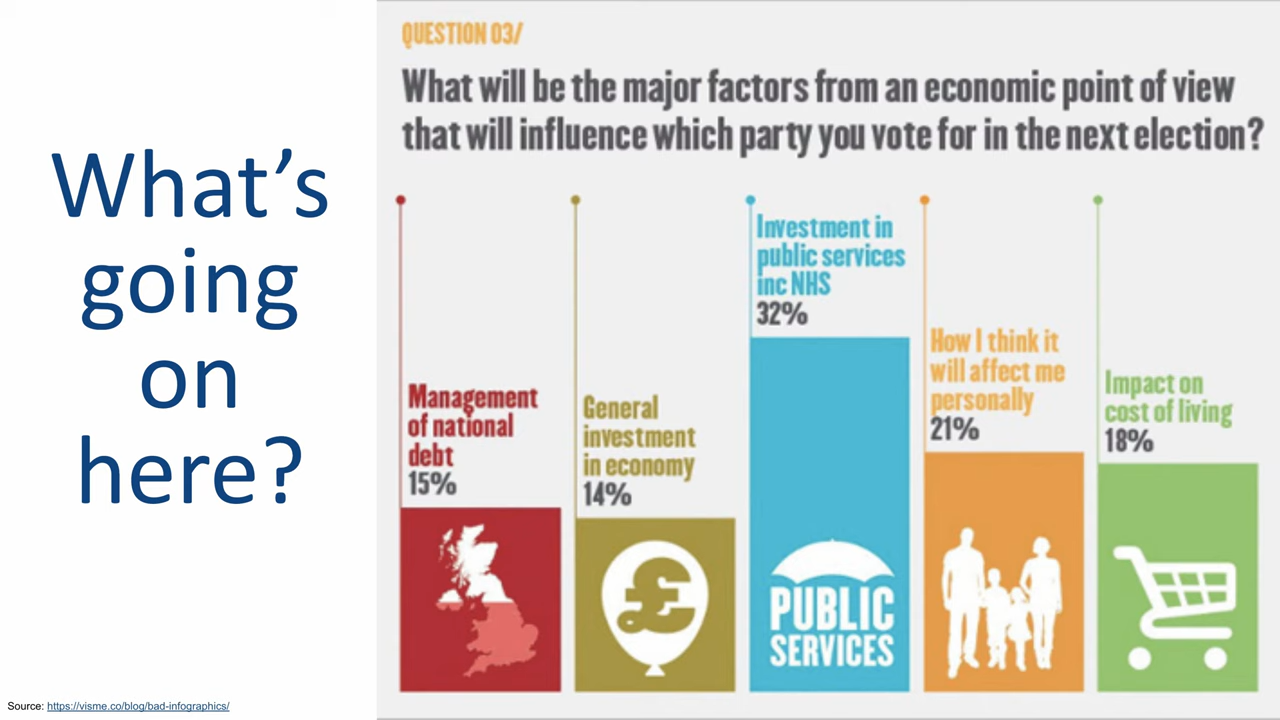 What's
going
on
here?
Source: https://visme.co/blog/bad-infographics/
QUESTION 03/
What will be the major factors from an economic point of view
that will influence which party you vote for in the next election?
Management
of national
debt
15%
General
investment
in economy
14%
Investment in
public services
inc NHS
32%
PUBLIC
SERVICES
How I think it
will affect me
personally
21%
Impact on
cost of living
18%
£